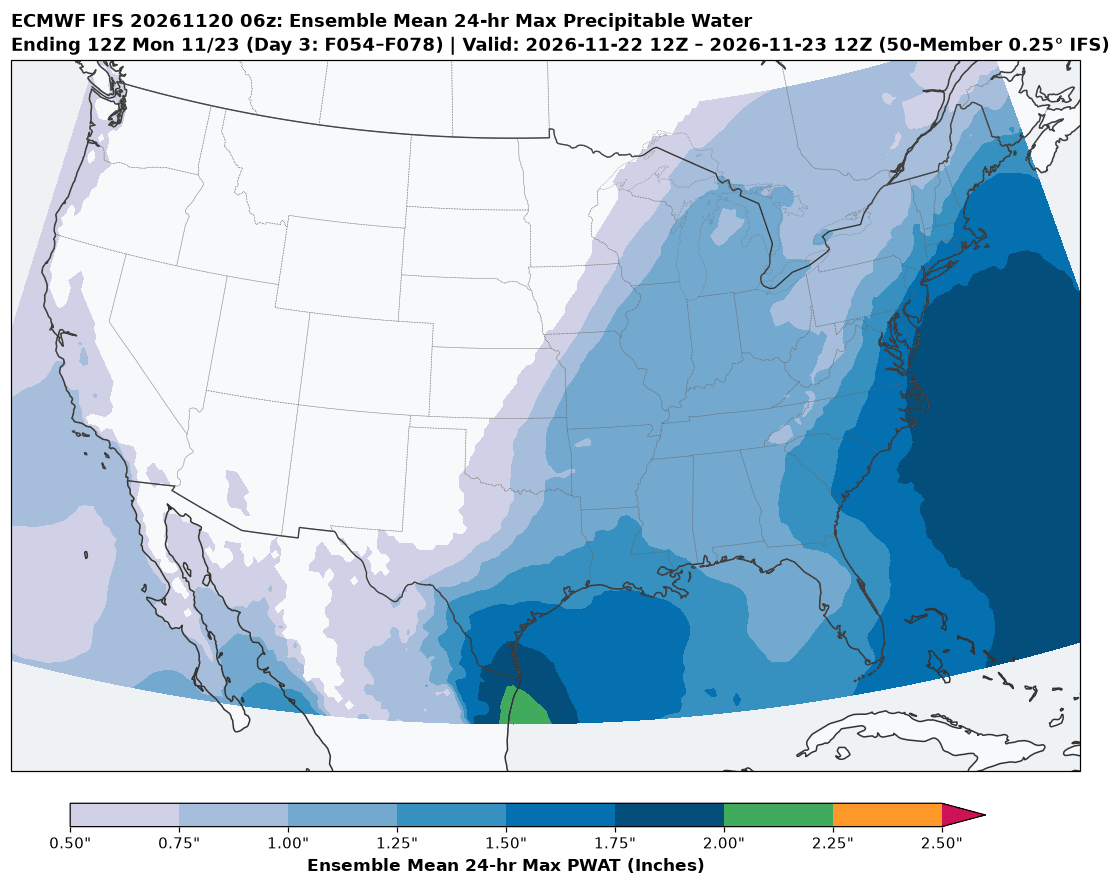 ECMWF IFS 20261120 06z: Ensemble Mean 24-hr Max Precipitable Water
Ending 12Z Mon 11/23 (Day 3: F054–F078) | Valid: 2026-11-22 12Z – 2026-11-23 12Z (50-Member 0.25° IFS)
0.50" 0.75" 1.00" 1.25" 1.50" 1.75" 2.00" 2.25" 2.50"
Ensemble Mean 24-hr Max PWAT (Inches)